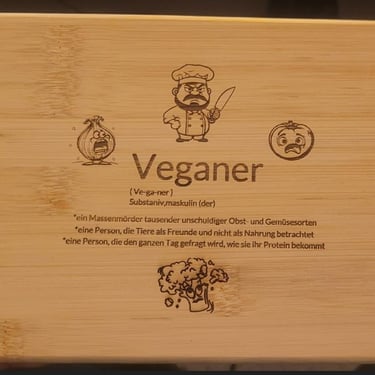 Veganer
( Ve-ga-ner )
Substaniv,maskulin (der)
*ein Massenmörder tausender unschuldiger Obst- und Gemüsesorten
*eine Person, die Tiere als Freunde und nicht als Nahrung betrachtet
*eine Person, die den ganzen Tag gefragt wird, wie sie ihr Protein bekommt